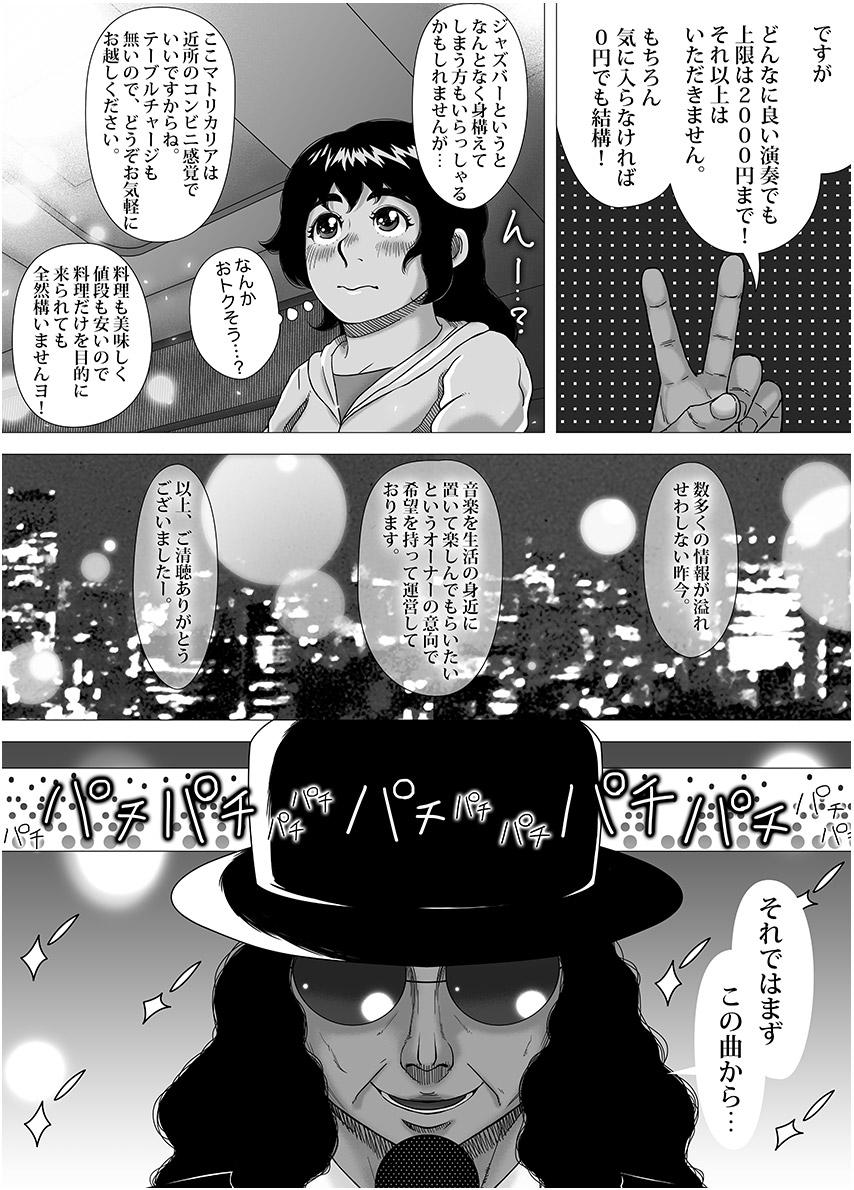 ですが
どんなに良い演奏でも
上限は2000円まで！
それ以上は
いただきません。
もちろん
気に入らなければ
0円でも結構！
ジャズバーというと
なんとなく身構えて
しまう方もいらっしゃる
かもしれませんが…
んー…？
ここマトリカリアは
近所のコンビニ感覚で
いいですからね。
テーブルチャージも
無いので、どうぞお気軽に
お越しください。
なんか
おトクそう…？
料理も美味しく
値段も安いので
料理だけを目的に
来られても
全然構いませんヨ！
数多くの情報が溢れ
せわしない昨今。
音楽を生活の身近に
置いて楽しんでもらいたい
というオーナーの意向で
希望を持って運営して
おります。
以上、ご清聴ありがとう
ございましたー。
パチ
パチ
パチ
パチ
パチ
パチ
パチ
パチ
パチ
パチ
パチ
それではまず
この曲から…